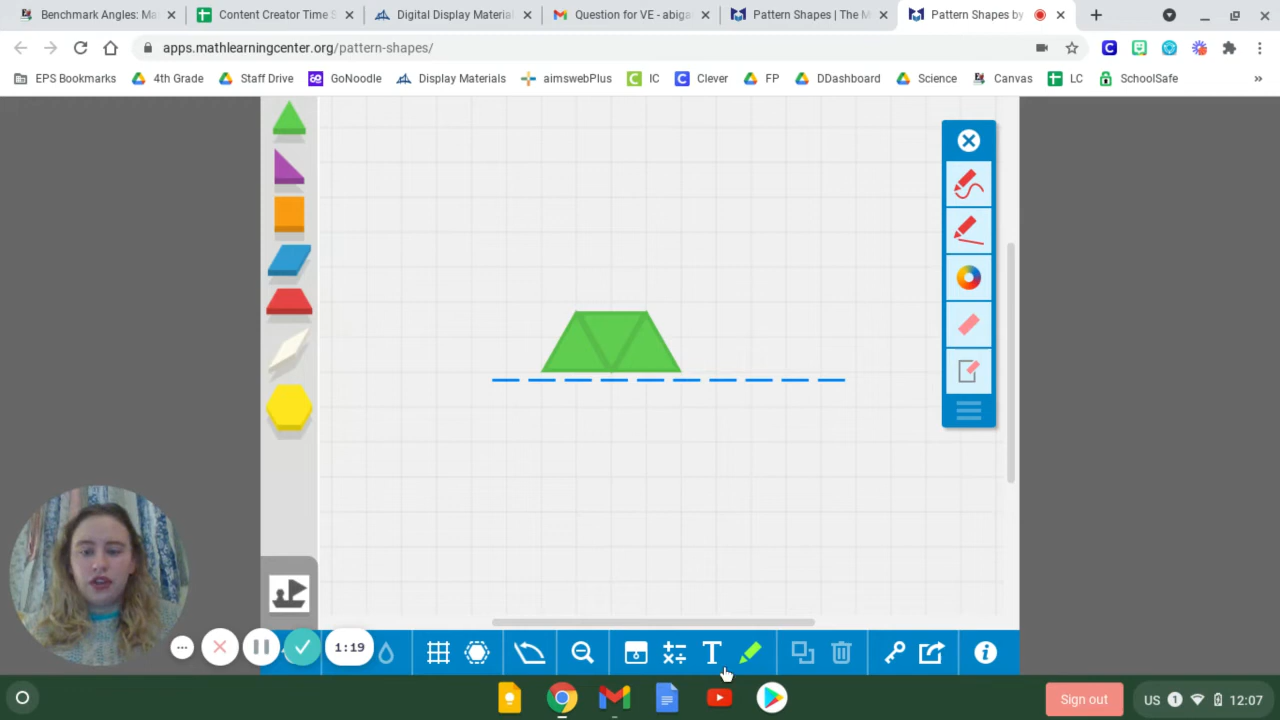 Benchmark Angles: Ma
Content Creator Time S
Digital Display Material
Question for VE - abiga
Pattern Shapes | The M
Pattern Shapes by
apps.mathlearningcenter.org/pattern-shapes/
EPS Bookmarks
4th Grade
Staff Drive
GoNoodle
Display Materials
aimswebPlus
IC
Clever
FP
DDashboard
Science
Canvas
LC
SchoolSafe
»
1:19
T
Sign out
US
1
12:07